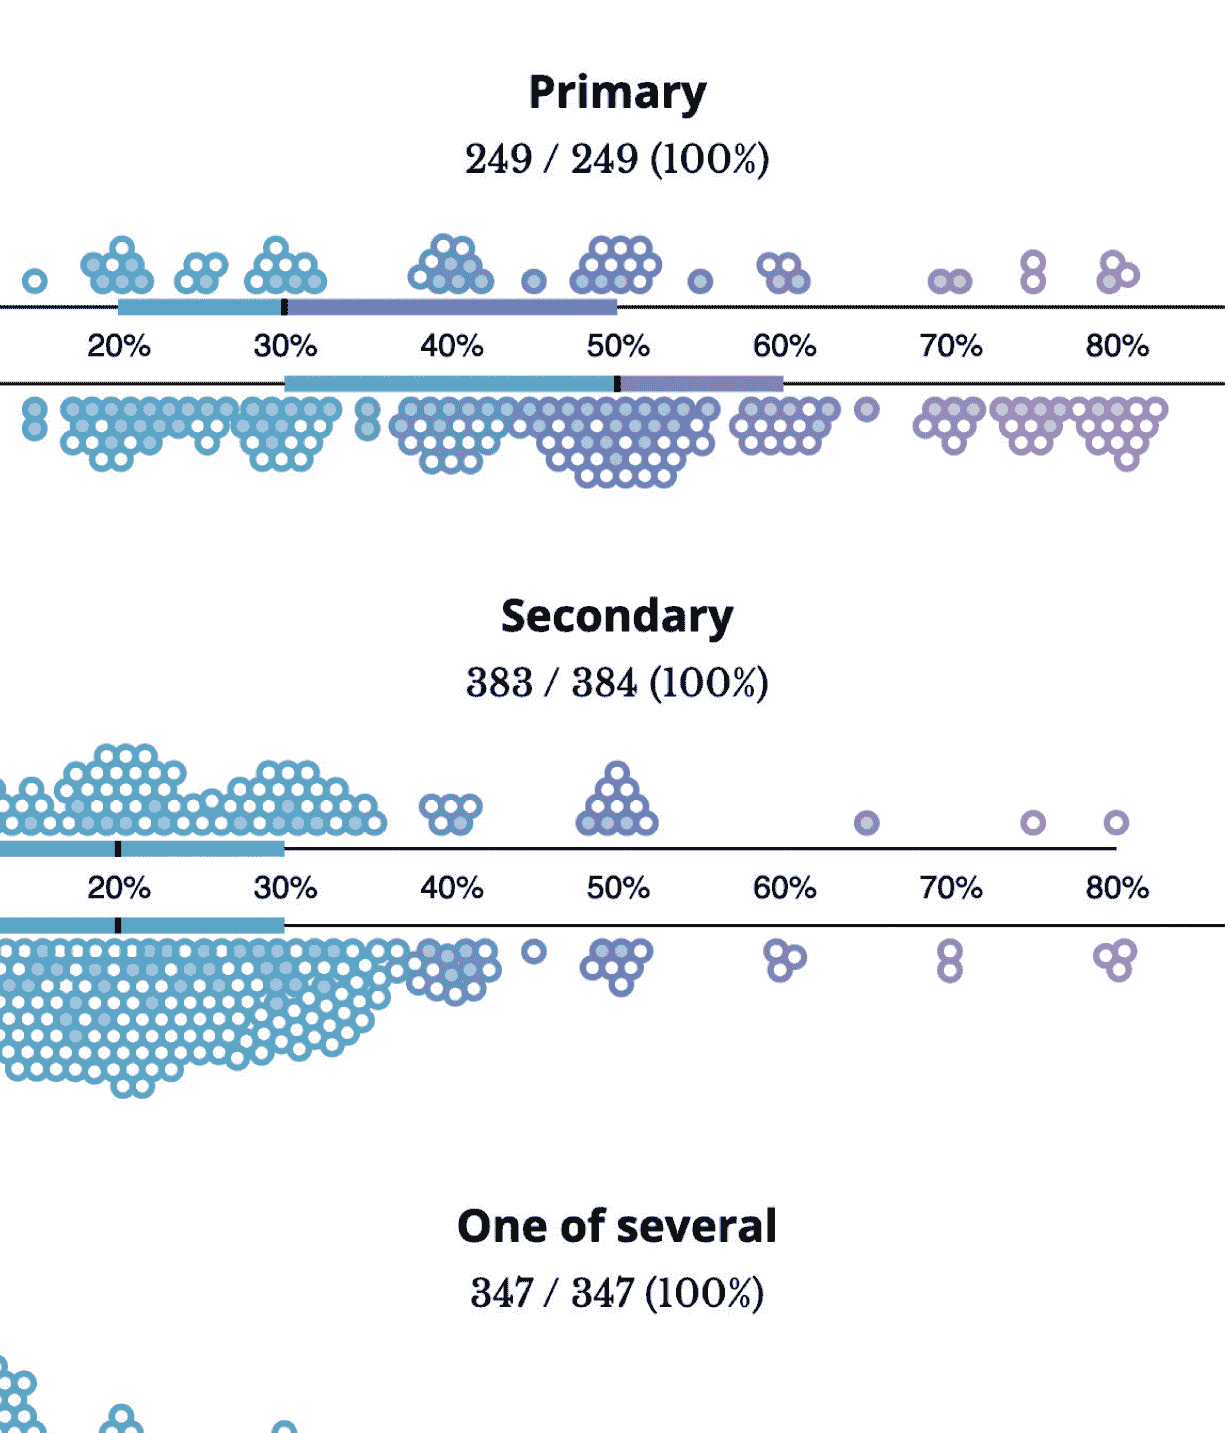 Primary
249 / 249 (100%)
20% 30% 40% 50% 60% 70% 80%
Secondary
383 / 384 (100%)
20% 30% 40% 50% 60% 70% 80%
One of several
347 / 347 (100%)